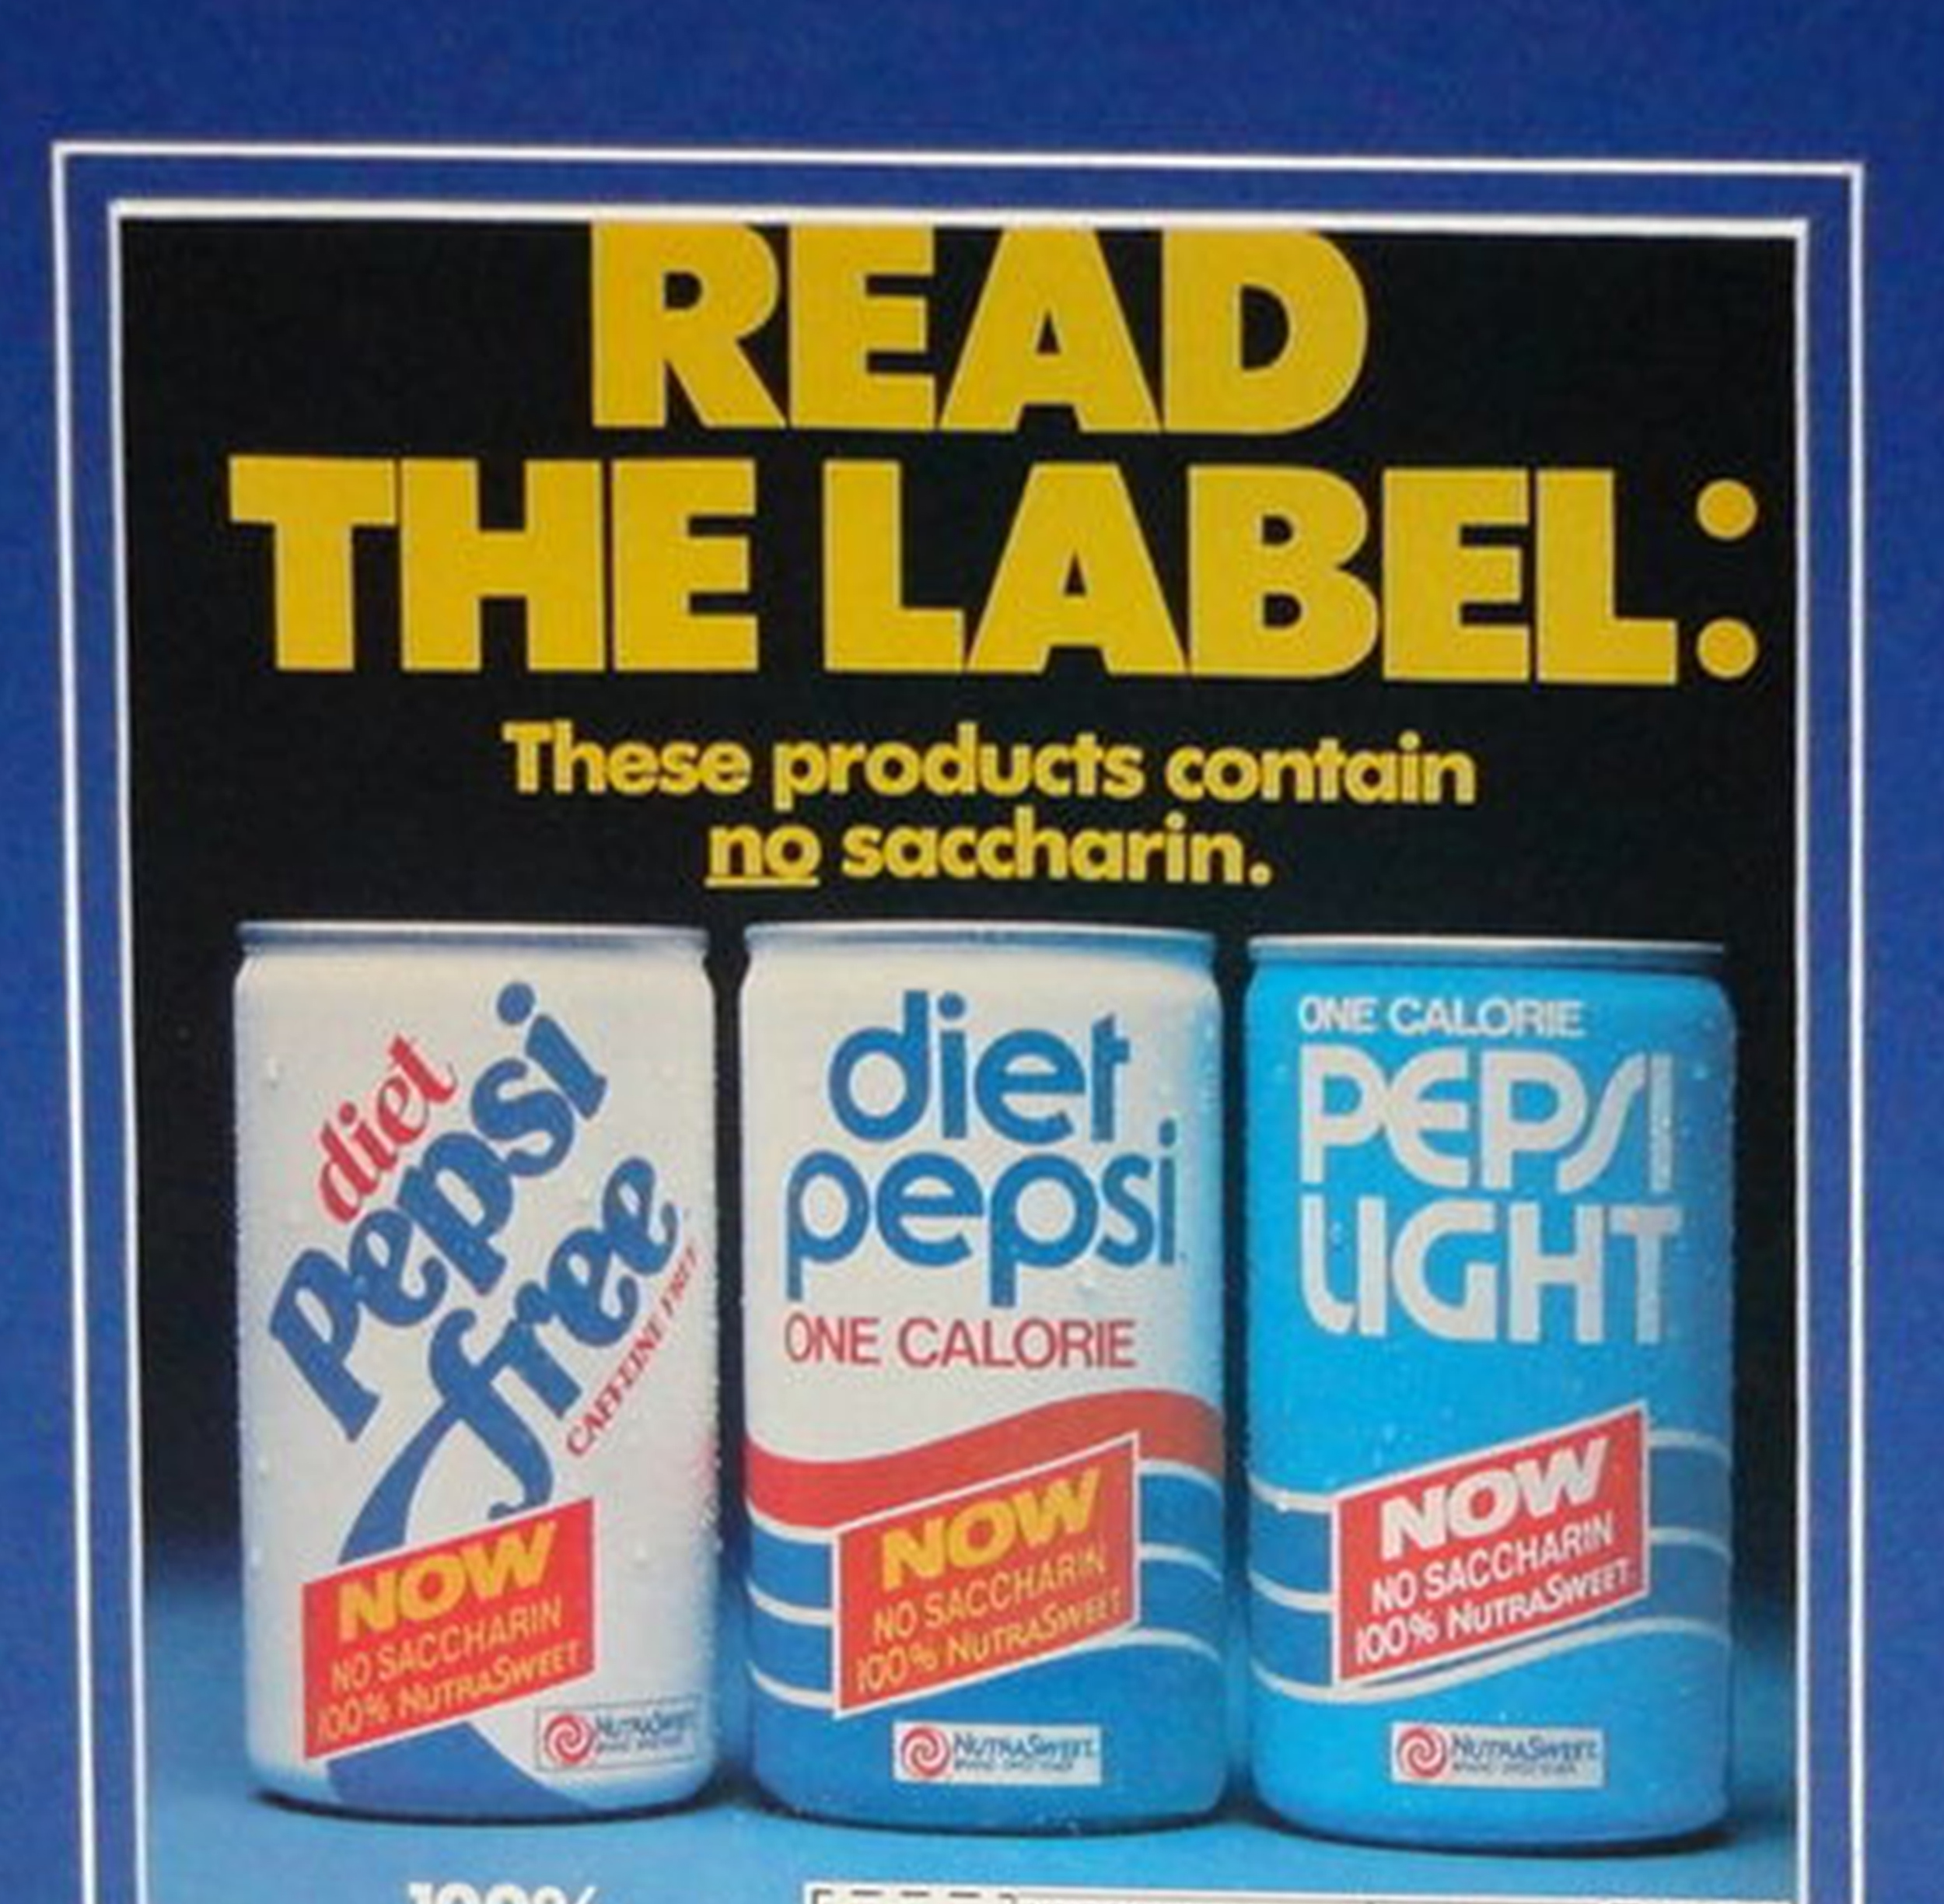 READ
THE LABEL:
These products contain
no saccharin.
diet
Pepsi
free
CAFFEINE FREE
NOW
NO SACCHARIN
100% NUTRASWEET
NUTRASWEET
diet
pepsi
ONE CALORIE
NOW
NO SACCHARIN
100% NUTRASWEET
NUTRASWEET
ONE CALORIE
PEPSI
LIGHT
NOW
NO SACCHARIN
100% NUTRASWEET
NUTRASWEET
100%